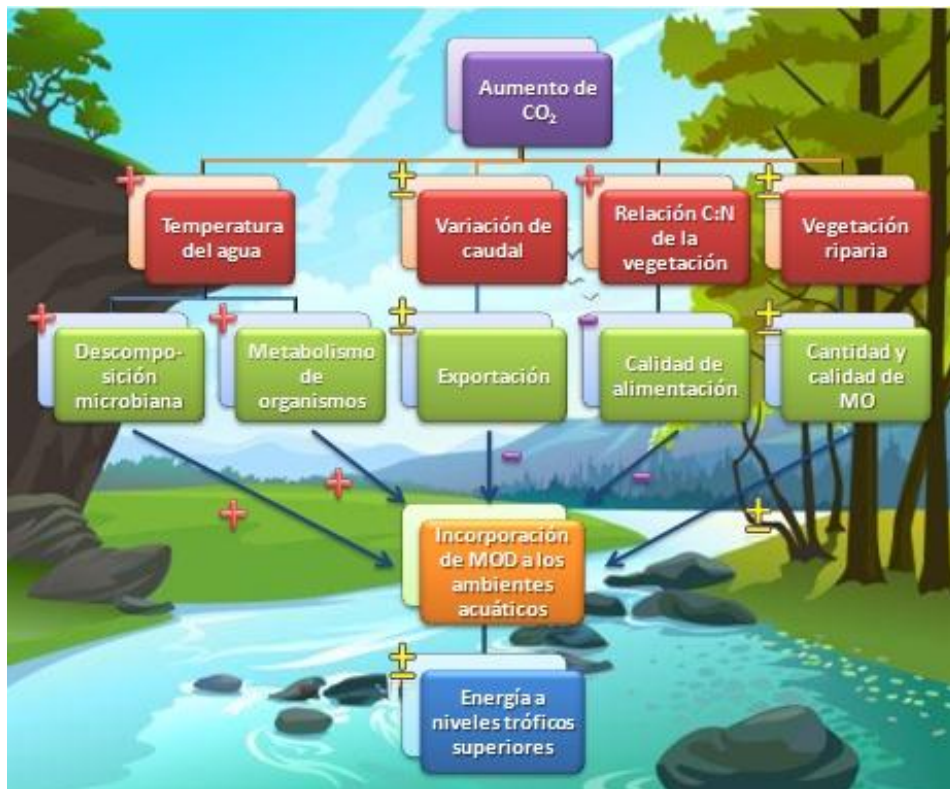 Aumento de
CO₂
Temperatura
del agua
Variación de
caudal
Relación C:N
de la
vegetación
Vegetación
riparia
Descompo-
sición
microbiana
Metabolismo
de
organismos
Exportación
Calidad de
alimentación
Cantidad y
calidad de
MO
Incorporación
de MOD a los
ambientes
acuáticos
Energía a
niveles tróficos
superiores